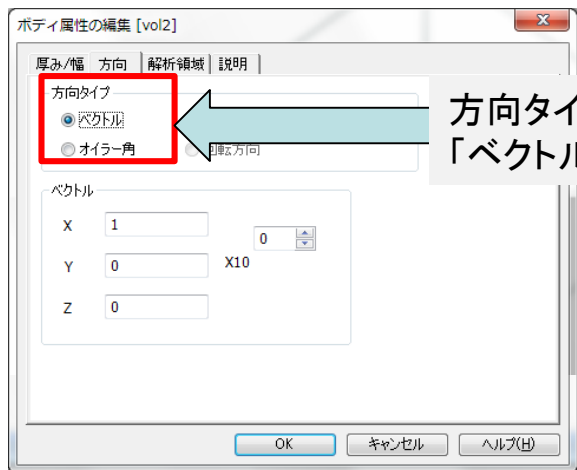 ボディ属性の編集 [vol2]
厚み/幅 方向 解析領域 説明
方向タイプ
ベクトル
オイラー角 回転方向
方向タイ
「ベクトル
ベクトル
X 1
0
Y 0 X10
Z 0
OK キャンセル ヘルプ(H)